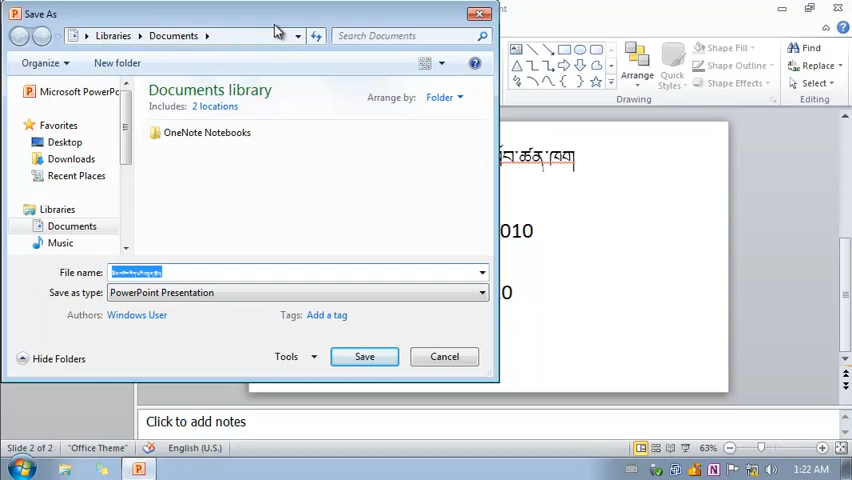 Save As
Libraries Documents
Search Documents
Organize
New folder
Microsoft PowerPo
Favorites
Desktop
Downloads
Recent Places
Libraries
Documents
Music
Documents library
Includes: 2 locations
Arrange by: Folder
OneNote Notebooks
File name:
Save as type: PowerPoint Presentation
Authors: Windows User
Tags: Add a tag
Hide Folders
Tools
Save
Cancel
Arrange
Quick Styles
Shape Fill
Shape Outline
Shape Effects
Drawing
Find
Replace
Select
Editing
ཚན་ཁག
010
0
Click to add notes
Slide 2 of 2
"Office Theme"
English (U.S.)
63%
1:22 AM